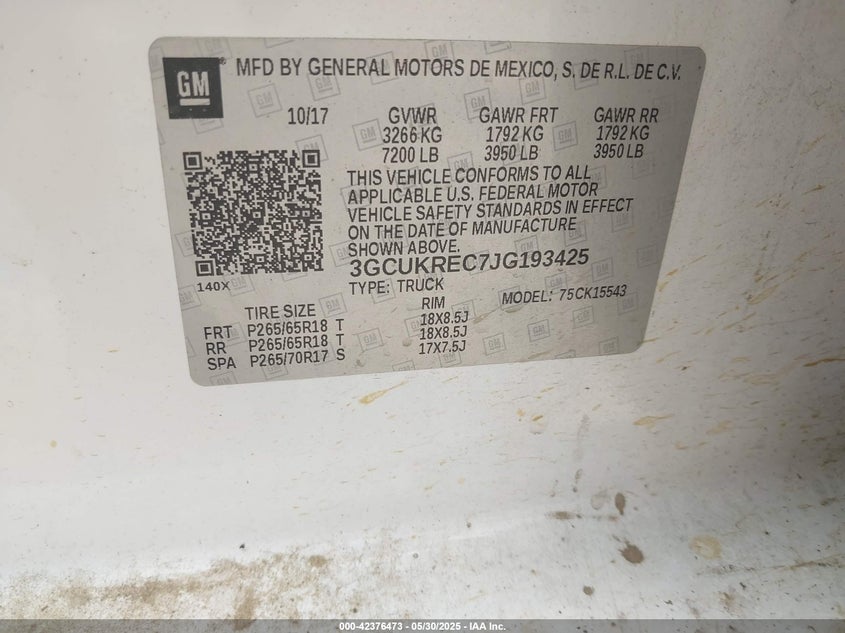 GM
MFD BY GENERAL MOTORS DE MEXICO, S. DE R.L. DE C.V.
10/17 GVWR GAWR FRT GAWR RR
3266 KG 1792 KG 1792 KG
7200 LB 3950 LB 3950 LB
THIS VEHICLE CONFORMS TO ALL
APPLICABLE U.S. FEDERAL MOTOR
VEHICLE SAFETY STANDARDS IN EFFECT
ON THE DATE OF MANUFACTURE
SHOWN ABOVE.
140X
3GCUKREC7JG193425
TYPE: TRUCK MODEL: 75CK15543
TIRE SIZE RIM
FRT P265/65R18 T 18X8.5J
RR P265/65R18 T 18X8.5J
SPA P265/70R17 S 17X7.5J
000-42376473 — 05/30/2025 — IAA Inc.